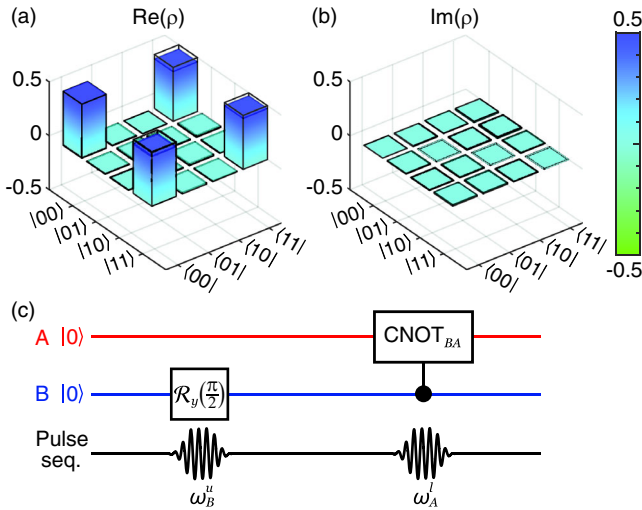 (a) Re(ρ)
0.5
0
-0.5
|00⟩
|01⟩
|10⟩
|11⟩
⟨00|
⟨01|
⟨10|
⟨11|
(b) Im(ρ)
0.5
0
-0.5
|00⟩
|01⟩
|10⟩
|11⟩
⟨00|
⟨01|
⟨10|
⟨11|
0.5
-0.5
(c)
A |0⟩
CNOT_{BA}
B |0⟩
ℛ_y(π/2)
Pulse
seq.
ω_B^u
ω_A^l